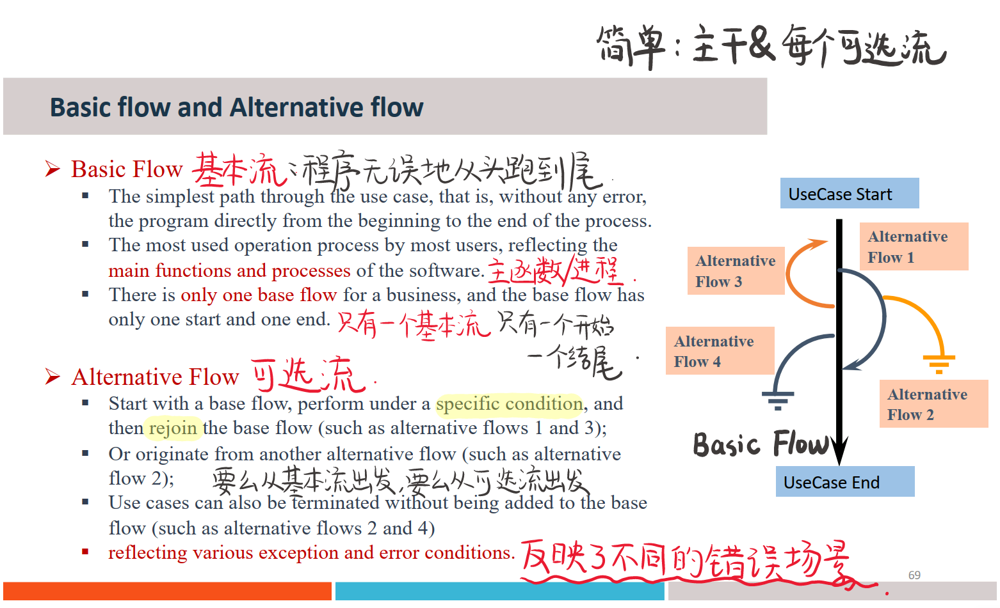 简单：主干&每个可选流
Basic flow and Alternative flow
➢ Basic Flow 基本流：程序无误地从头跑到尾.
▪ The simplest path through the use case, that is, without any error,
the program directly from the beginning to the end of the process.
▪ The most used operation process by most users, reflecting the
main functions and processes of the software. 主函数/进程.
▪ There is only one base flow for a business, and the base flow has
only one start and one end. 只有一个基本流 只有一个开始
一个结尾.
➢ Alternative Flow 可选流.
▪ Start with a base flow, perform under a specific condition, and
then rejoin the base flow (such as alternative flows 1 and 3);
▪ Or originate from another alternative flow (such as alternative
flow 2); 要么从基本流出发,要么从可选流出发
▪ Use cases can also be terminated without being added to the base
flow (such as alternative flows 2 and 4)
▪ reflecting various exception and error conditions. 反映了不同的错误场景.
UseCase Start
Alternative
Flow 1
Alternative
Flow 3
Alternative
Flow 4
Alternative
Flow 2
Basic Flow
UseCase End
69